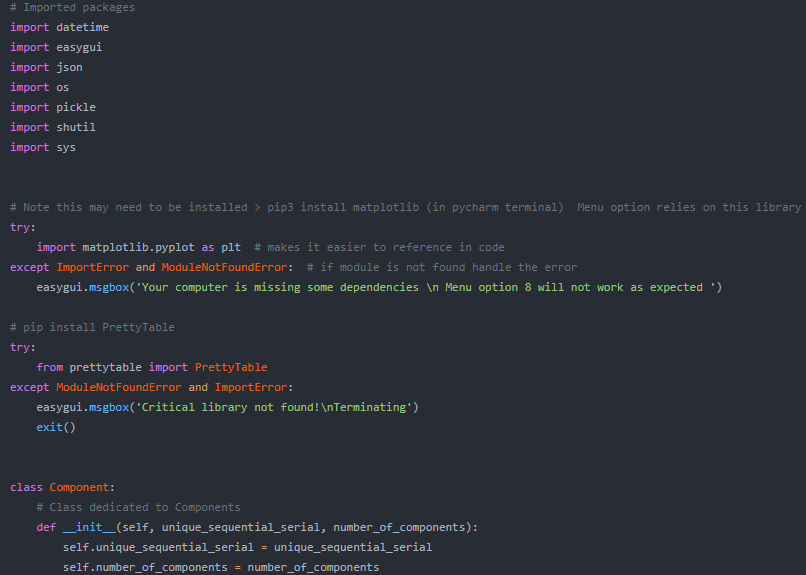 # Imported packages
import datetime
import easygui
import json
import os
import pickle
import shutil
import sys
# Note this may need to be installed > pip3 install matplotlib (in pycharm terminal)  Menu option relies on this library
try:
    import matplotlib.pyplot as plt  # makes it easier to reference in code
except ImportError and ModuleNotFoundError:  # if module is not found handle the error
    easygui.msgbox('Your computer is missing some dependencies \n Menu option 8 will not work as expected ')
# pip install PrettyTable
try:
    from prettytable import PrettyTable
except ModuleNotFoundError and ImportError:
    easygui.msgbox('Critical library not found!\nTerminating')
    exit()
class Component:
    # Class dedicated to Components
    def __init__(self, unique_sequential_serial, number_of_components):
        self.unique_sequential_serial = unique_sequential_serial
        self.number_of_components = number_of_components